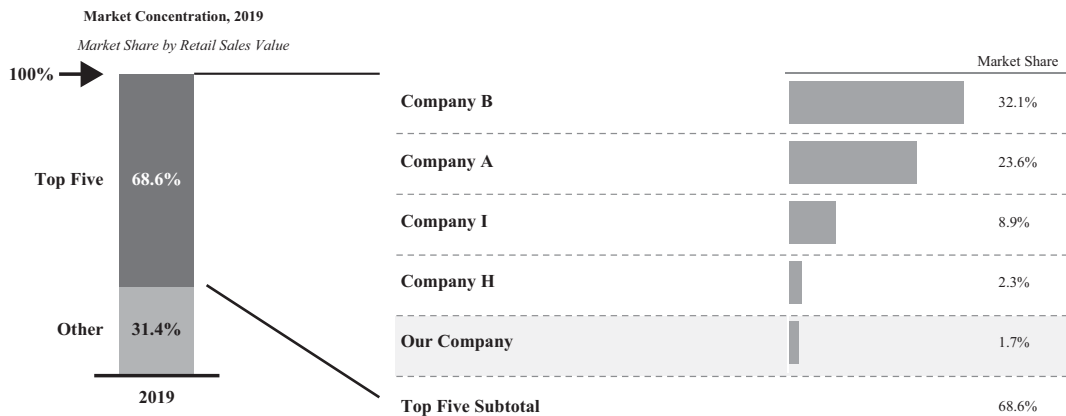 Market Concentration, 2019
Market Share by Retail Sales Value
Market Share
100%
Company B 32.1%
Company A 23.6%
Top Five 68.6%
Company I 8.9%
Company H 2.3%
Other 31.4%
Our Company 1.7%
2019
Top Five Subtotal 68.6%